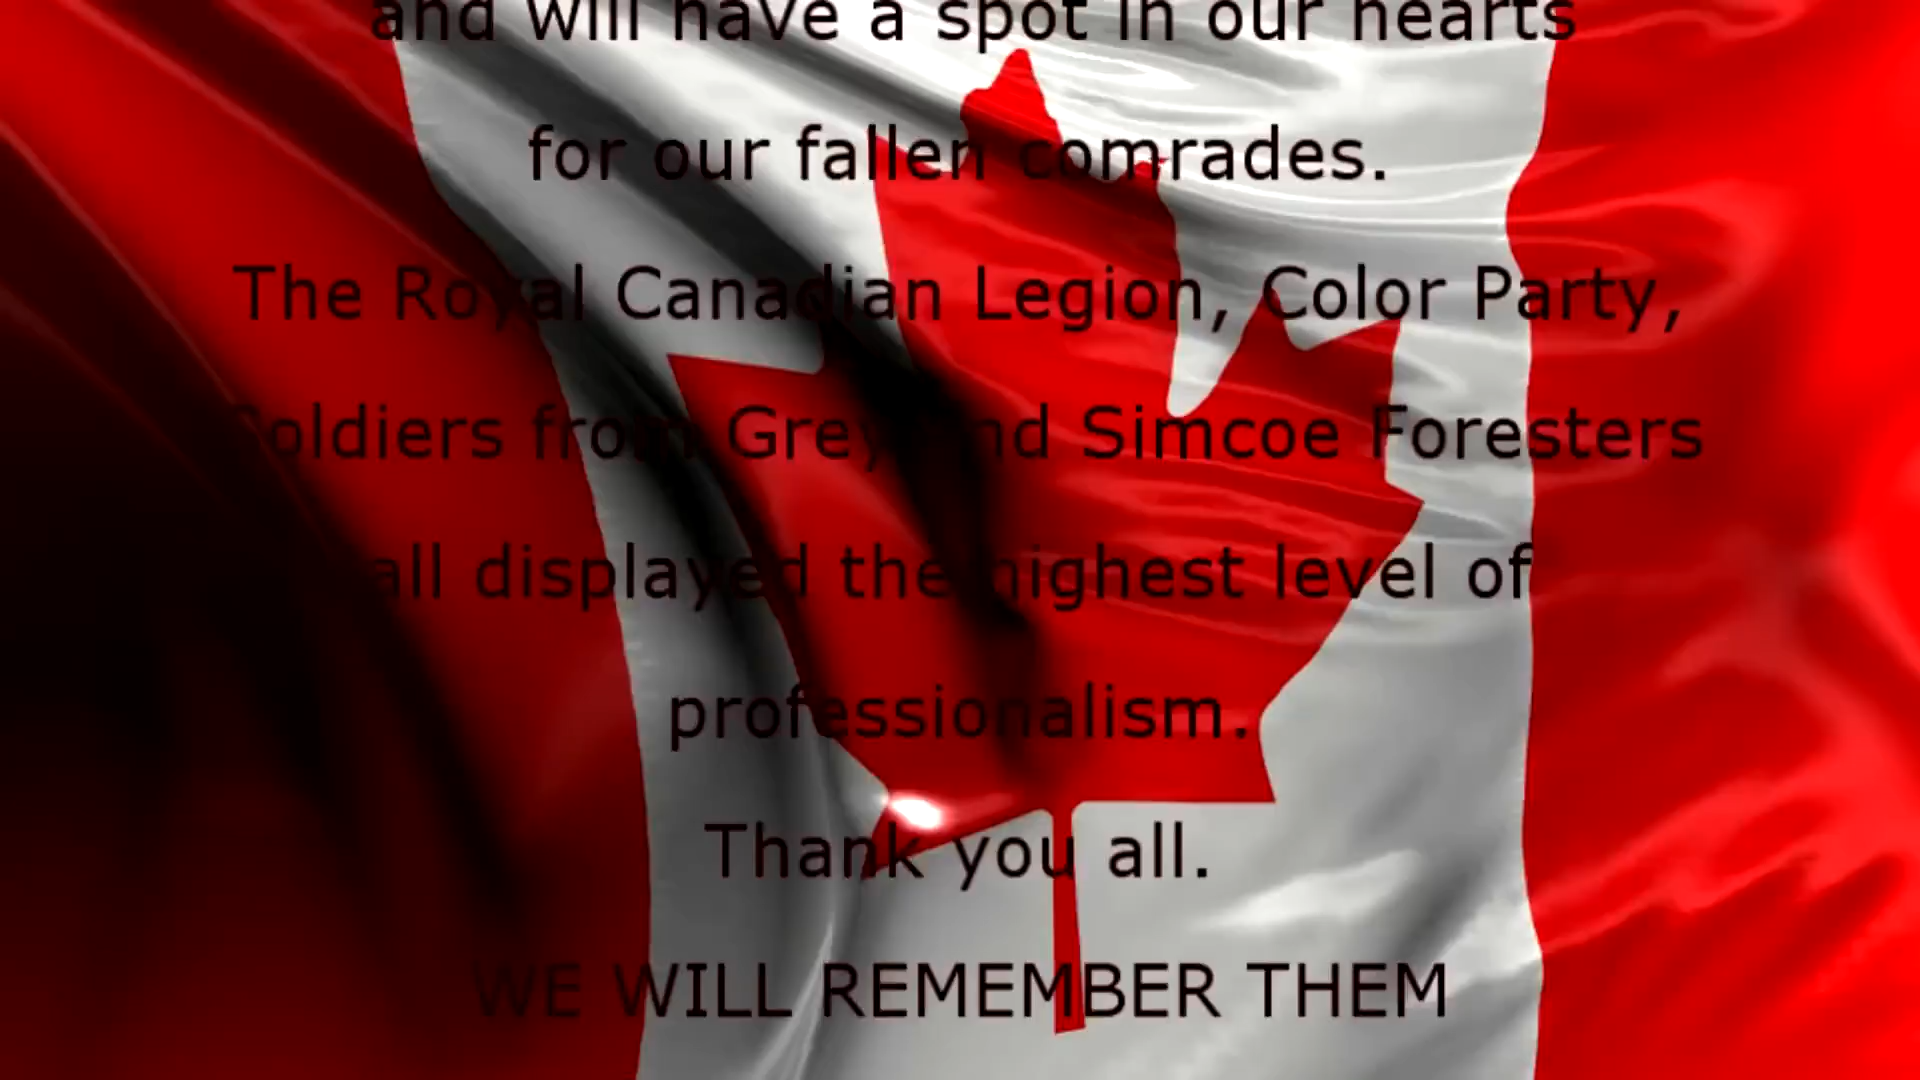 and will have a spot in our hearts
for our fallen comrades.
The Royal Canadian Legion, Color Party,
Soldiers from Grey and Simcoe Foresters
all displayed the highest level of
professionalism.
Thank you all.
WE WILL REMEMBER THEM